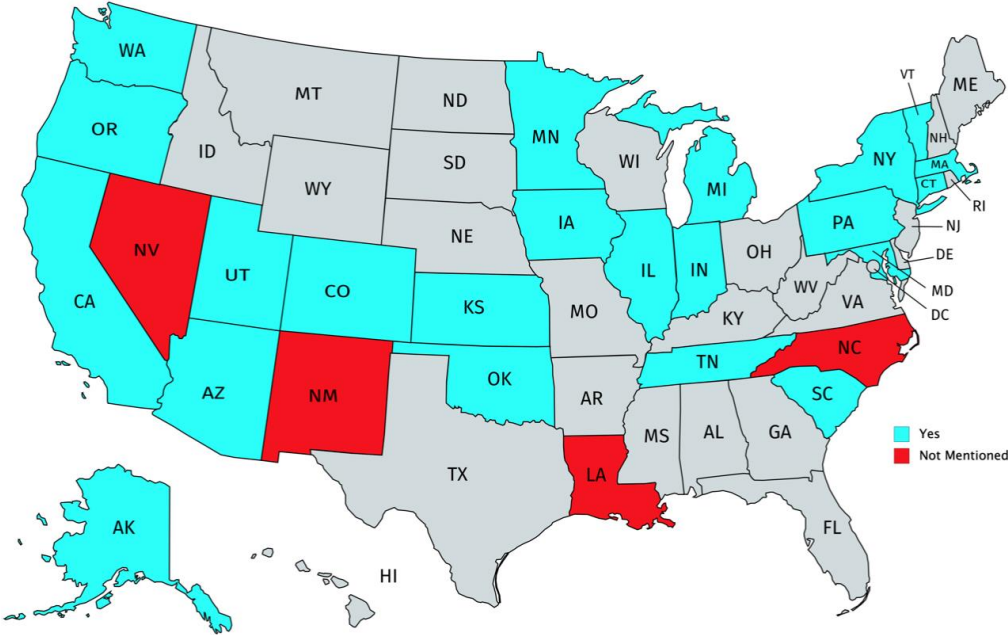 WA
OR
CA
NV
ID
MT
WY
UT
CO
AZ
NM
ND
SD
NE
KS
OK
TX
MN
IA
MO
AR
LA
WI
IL
MI
IN
OH
KY
TN
MS
AL
GA
FL
SC
NC
VA
WV
PA
NY
VT
NH
ME
MA
CT
RI
NJ
DE
MD
DC
AK
HI
Yes
Not Mentioned